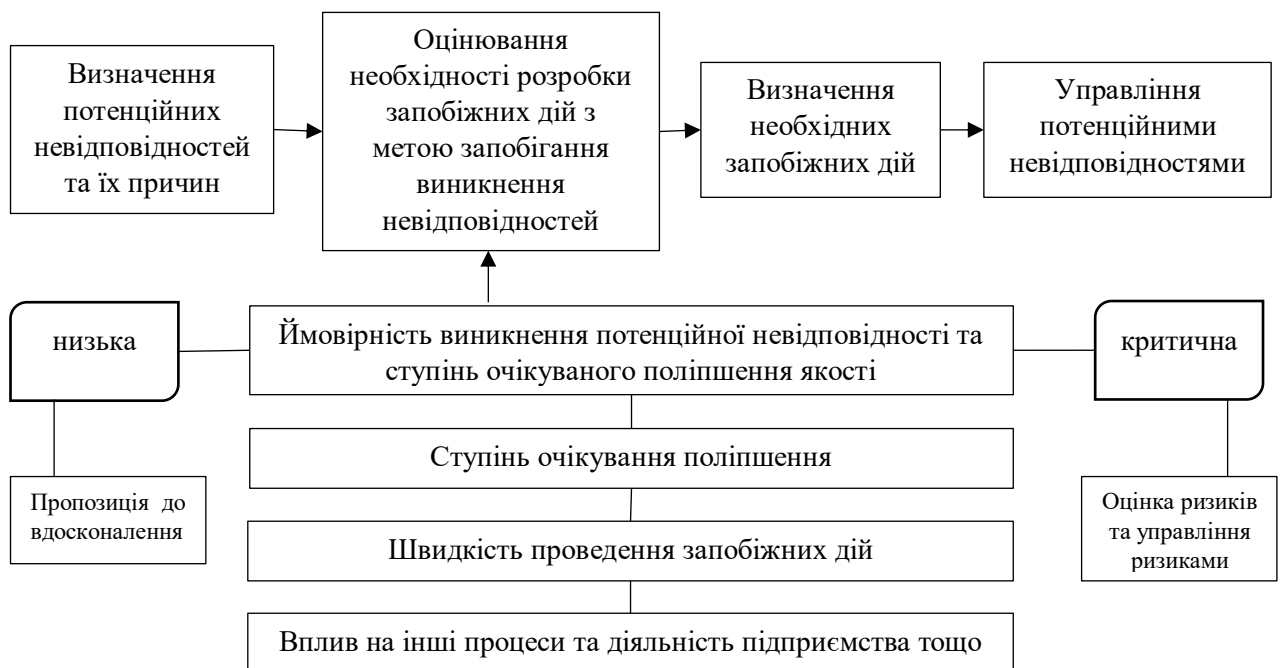 Визначення
потенційних
невідповідностей
та їх причин
Оцінювання
необхідності розробки
запобіжних дій з
метою запобігання
виникнення
невідповідностей
Визначення
необхідних
запобіжних дій
Управління
потенційними
невідповідностями
низька
Ймовірність виникнення потенційної невідповідності та
ступінь очікуваного поліпшення якості
критична
Ступінь очікування поліпшення
Пропозиція до
вдосконалення
Швидкість проведення запобіжних дій
Оцінка ризиків
та управління
ризиками
Вплив на інші процеси та діяльність підприємства тощо